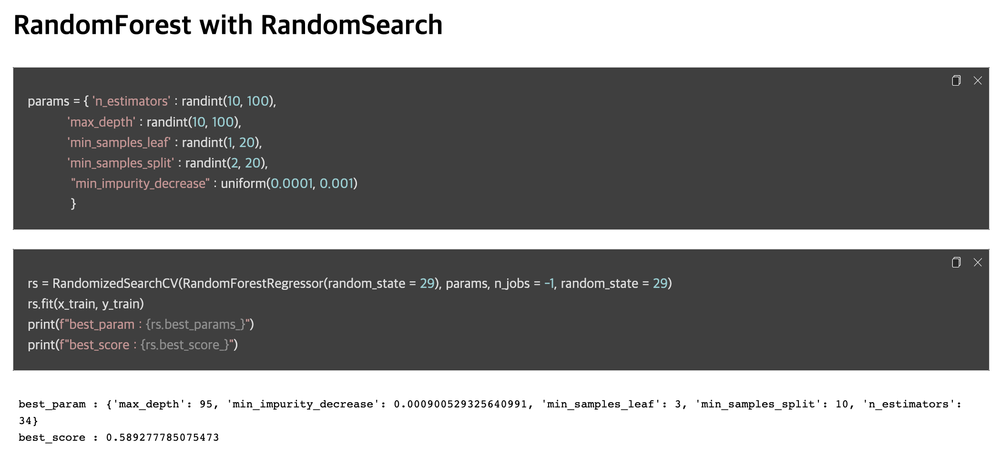 RandomForest with RandomSearch
params = { 'n_estimators' : randint(10, 100),
'max_depth' : randint(10, 100),
'min_samples_leaf' : randint(1, 20),
'min_samples_split' : randint(2, 20),
"min_impurity_decrease" : uniform(0.0001, 0.001)
}
rs = RandomizedSearchCV(RandomForestRegressor(random_state = 29), params, n_jobs = -1, random_state = 29)
rs.fit(x_train, y_train)
print(f"best_param : {rs.best_params_}")
print(f"best_score : {rs.best_score_}")
best_param : {'max_depth': 95, 'min_impurity_decrease': 0.000900529325640991, 'min_samples_leaf': 3, 'min_samples_split': 10, 'n_estimators':
34}
best_score : 0.589277785075473